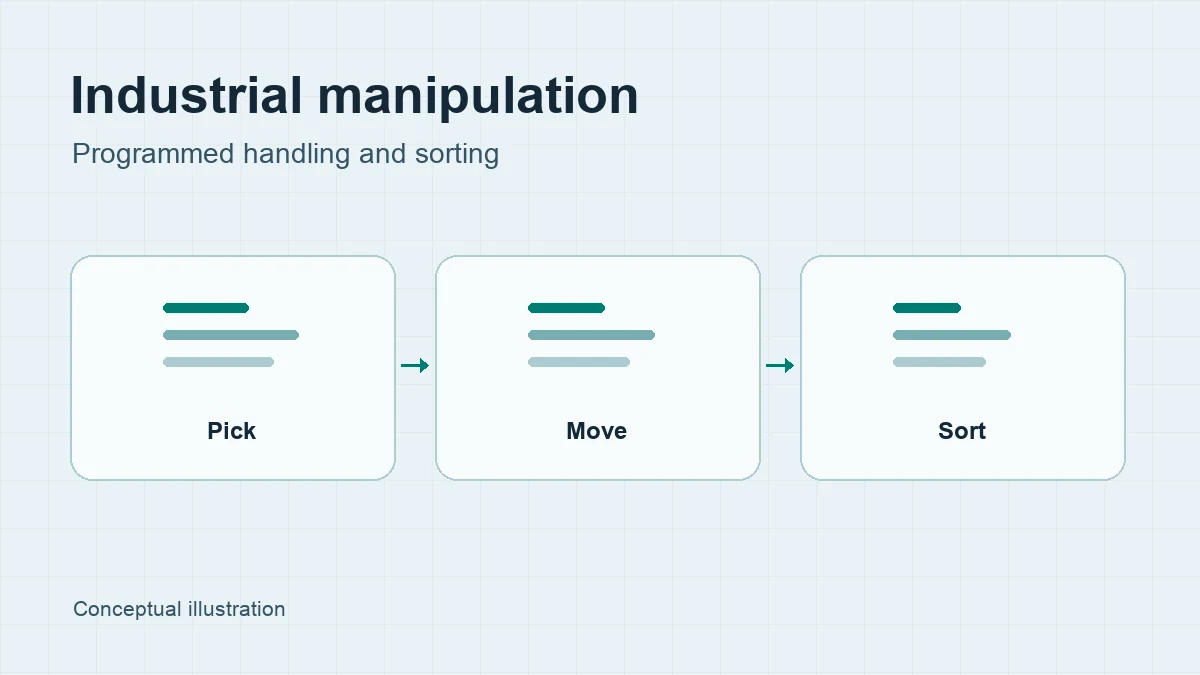 Industrial manipulation
Programmed handling and sorting
Pick
Move
Sort
Conceptual illustration